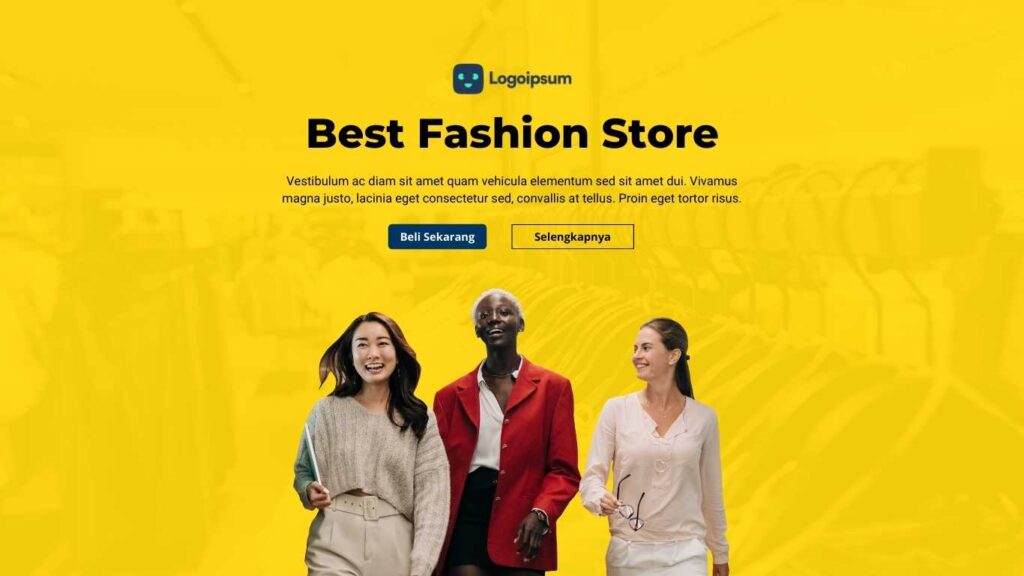 Logoipsum
Best Fashion Store
Vestibulum ac diam sit amet quam vehicula elementum sed sit amet dui. Vivamus
magna justo, lacinia eget consectetur sed, convallis at tellus. Proin eget tortor risus.
Beli Sekarang
Selengkapnya